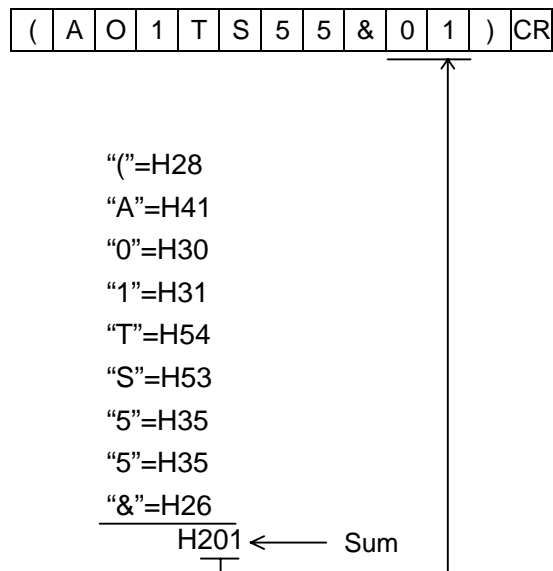 ( A O 1 T S 5 5 & 0 1 ) CR
“(”=H28
“A”=H41
“0”=H30
“1”=H31
“T”=H54
“S”=H53
“5”=H35
“5”=H35
“&”=H26
H201 Sum